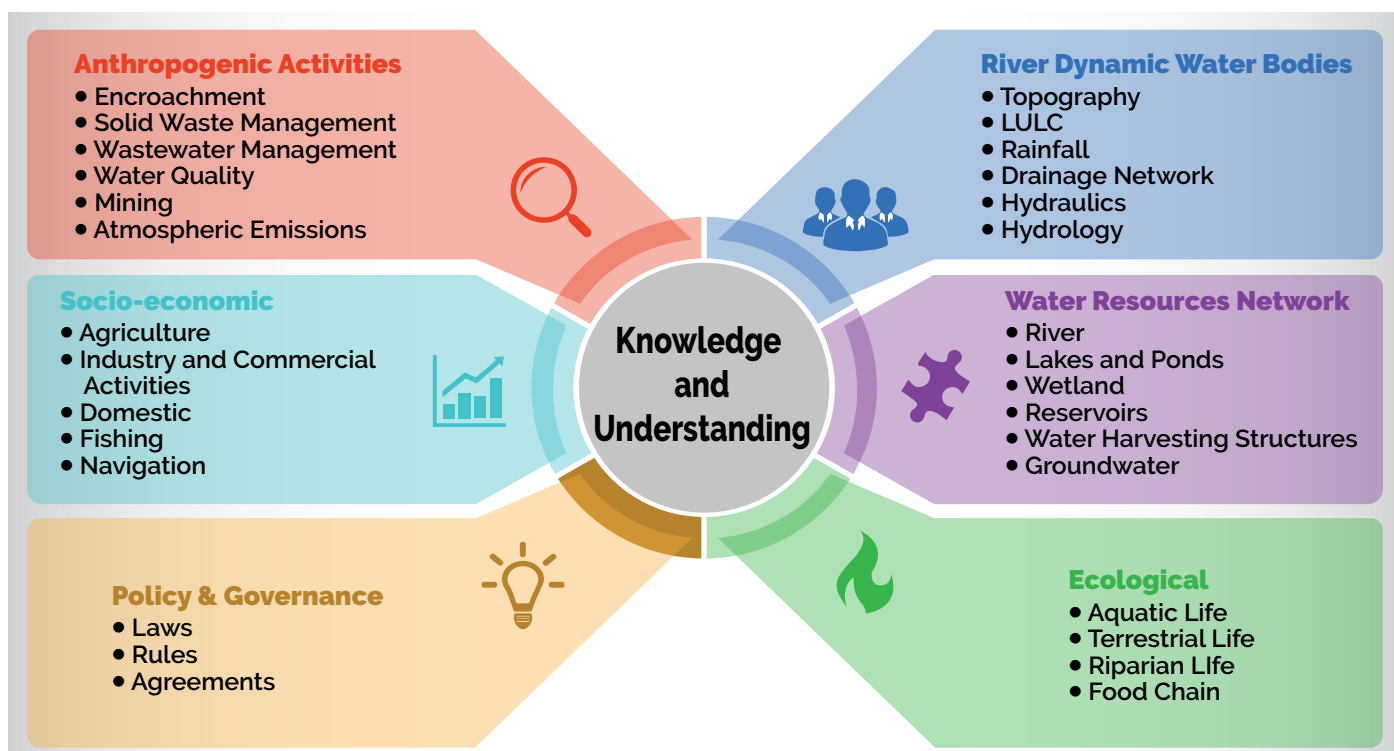 Anthropogenic Activities
• Encroachment
• Solid Waste Management
• Wastewater Management
• Water Quality
• Mining
• Atmospheric Emissions
River Dynamic Water Bodies
• Topography
• LULC
• Rainfall
• Drainage Network
• Hydraulics
• Hydrology
Socio-economic
• Agriculture
• Industry and Commercial
Activities
• Domestic
• Fishing
• Navigation
Knowledge
and
Understanding
Water Resources Network
• River
• Lakes and Ponds
• Wetland
• Reservoirs
• Water Harvesting Structures
• Groundwater
Policy & Governance
• Laws
• Rules
• Agreements
Ecological
• Aquatic Life
• Terrestrial Life
• Riparian LIfe
• Food Chain